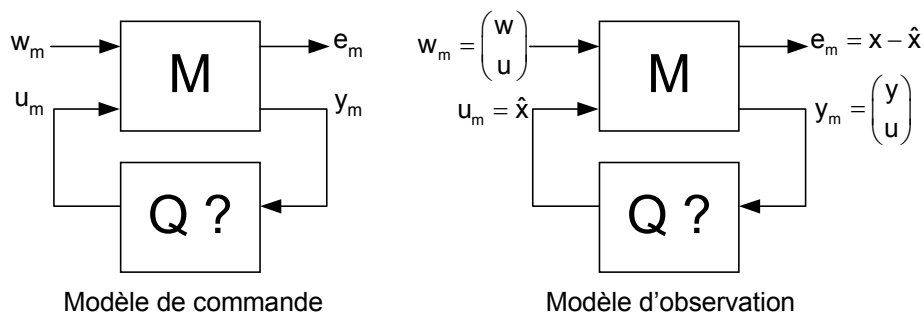 w_m
M
e_m
u_m
y_m
Q ?
Modèle de commande
w_m = (w u)
M
e_m = x − x̂
u_m = x̂
y_m = (y u)
Q ?
Modèle d’observation